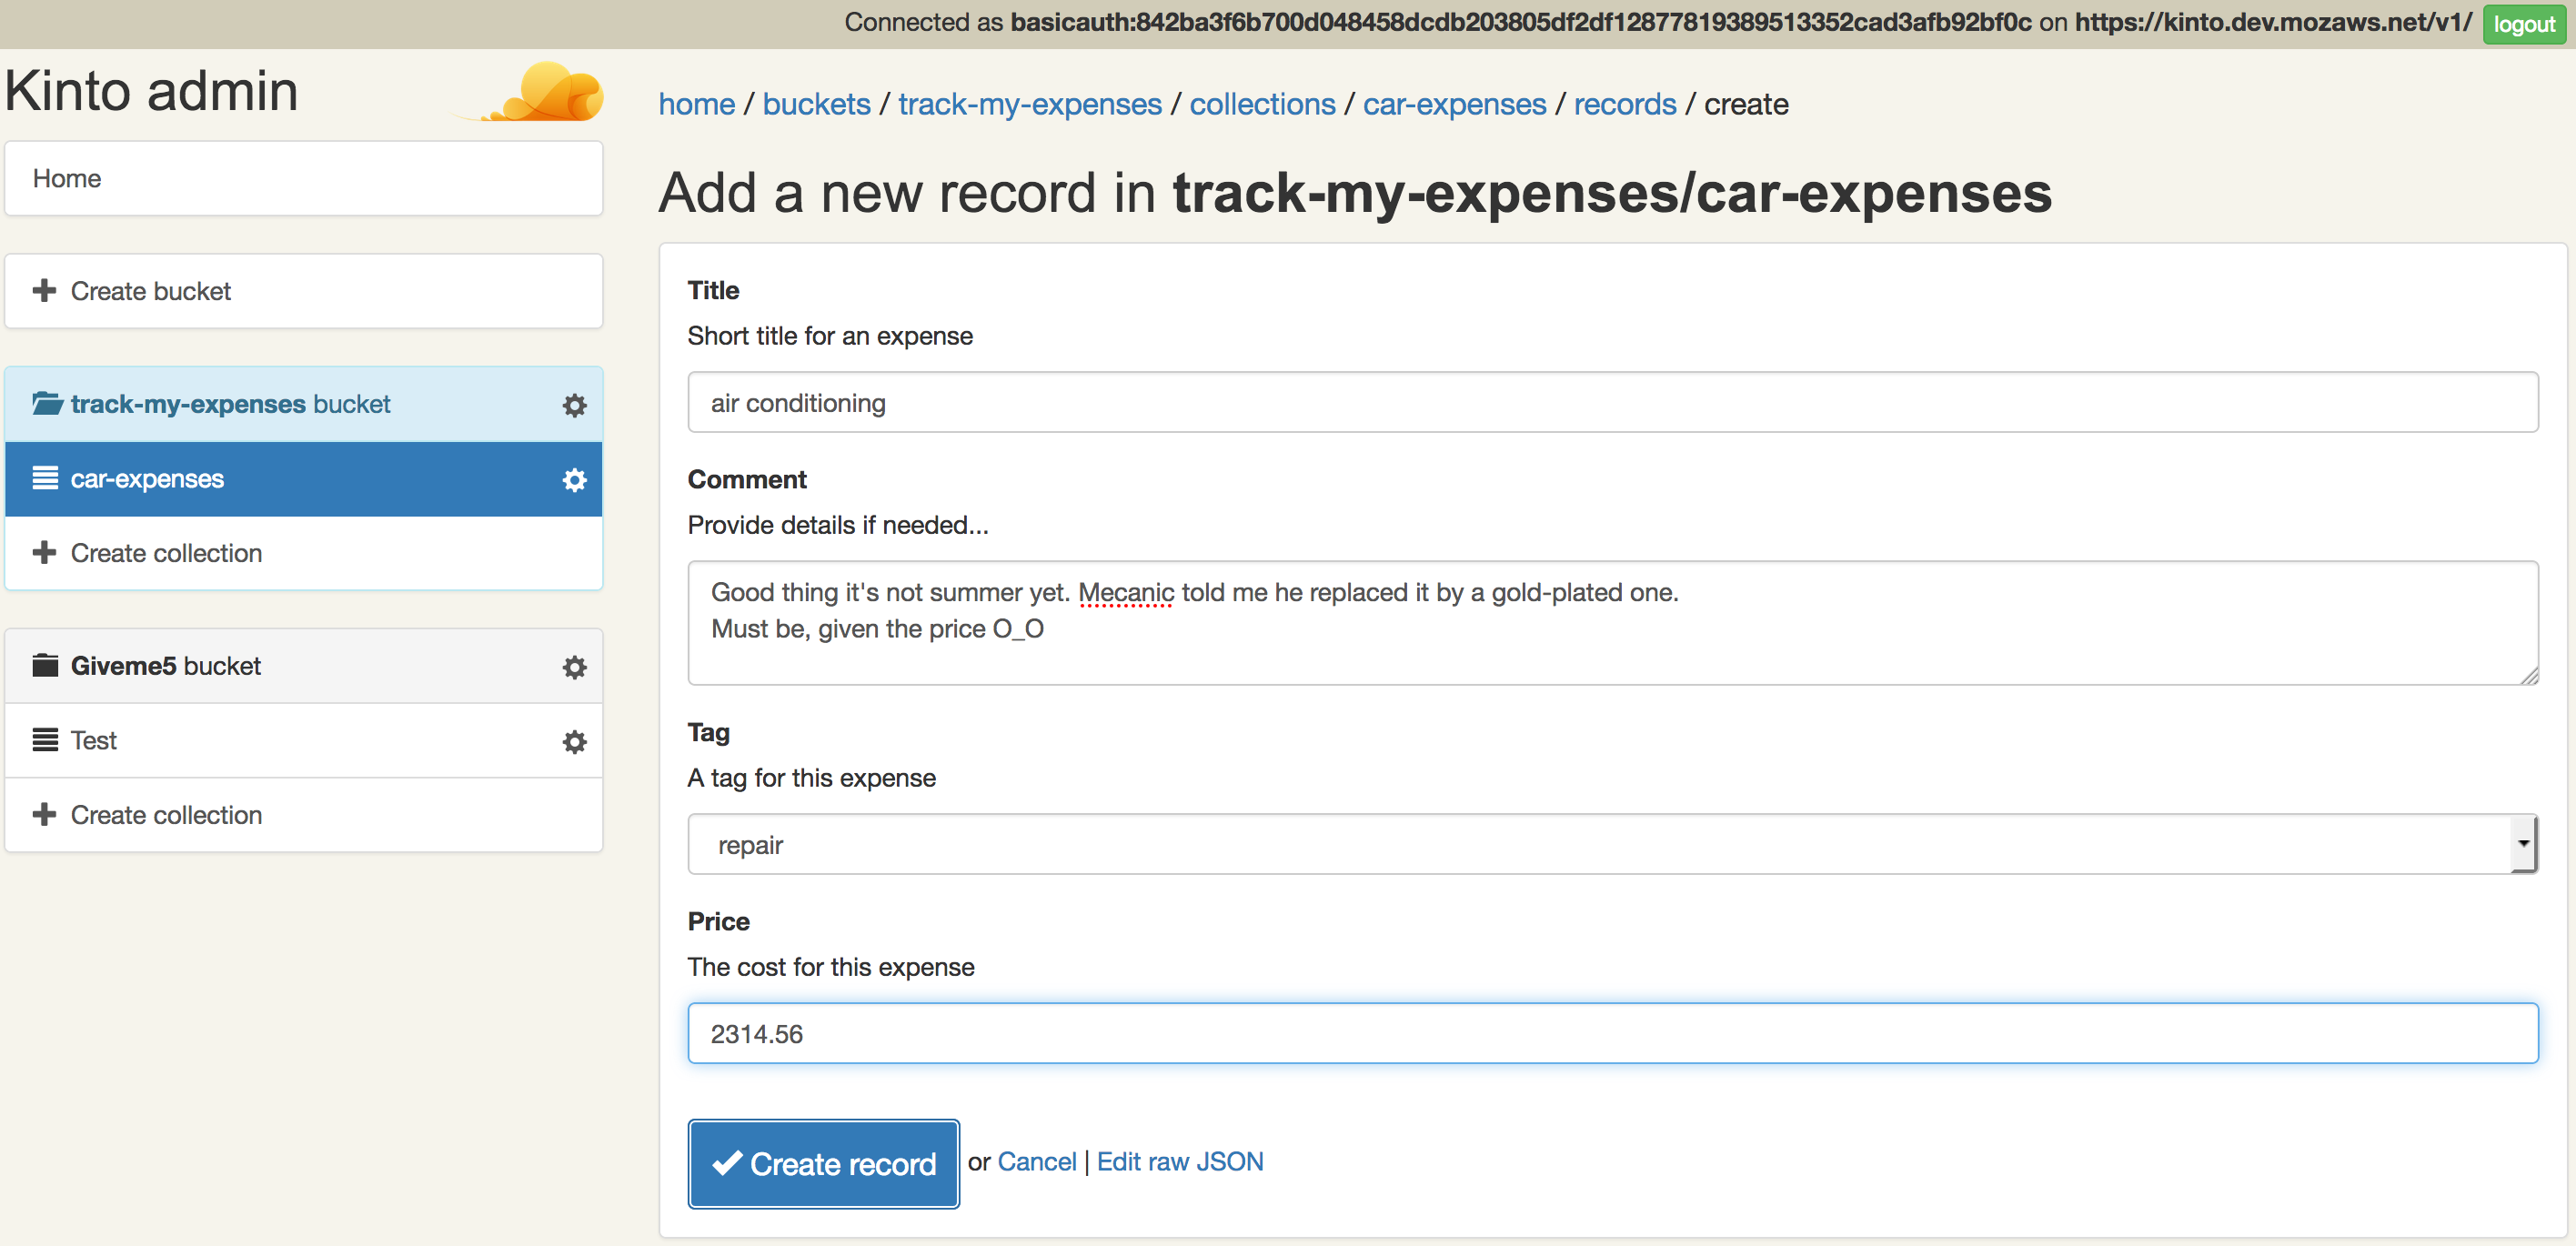 Connected as basicauth:842ba3f6b700d048458dcdb203805df2df12877819389513352cad3afb92bf0c on https://kinto.dev.mozaws.net/v1/ logout
Kinto admin
Home
Create bucket
track-my-expenses bucket
car-expenses
Create collection
Giveme5 bucket
Test
Create collection
home / buckets / track-my-expenses / collections / car-expenses / records / create
Add a new record in track-my-expenses/car-expenses
Title
Short title for an expense
air conditioning
Comment
Provide details if needed...
Good thing it's not summer yet. Mecanic told me he replaced it by a gold-plated one.
Must be, given the price O_O
Tag
A tag for this expense
repair
Price
The cost for this expense
2314.56
Create record or Cancel | Edit raw JSON